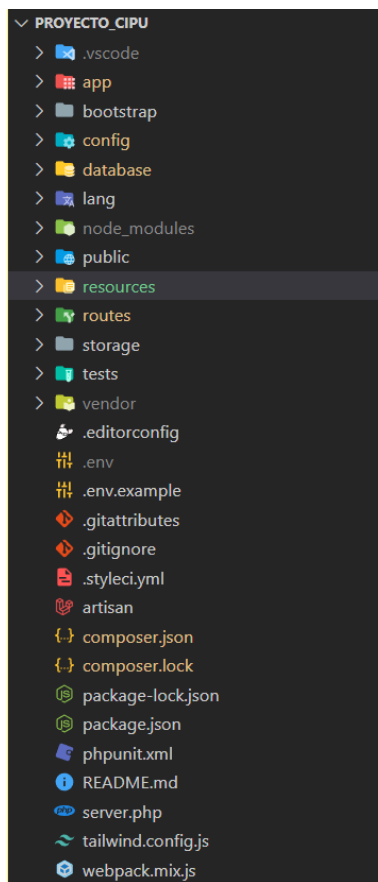 PROYECTO_CIPU
.vscode
app
bootstrap
config
database
lang
node_modules
public
resources
routes
storage
tests
vendor
.editorconfig
.env
.env.example
.gitattributes
.gitignore
.styleci.yml
artisan
composer.json
composer.lock
package-lock.json
package.json
phpunit.xml
README.md
server.php
tailwind.config.js
webpack.mix.js